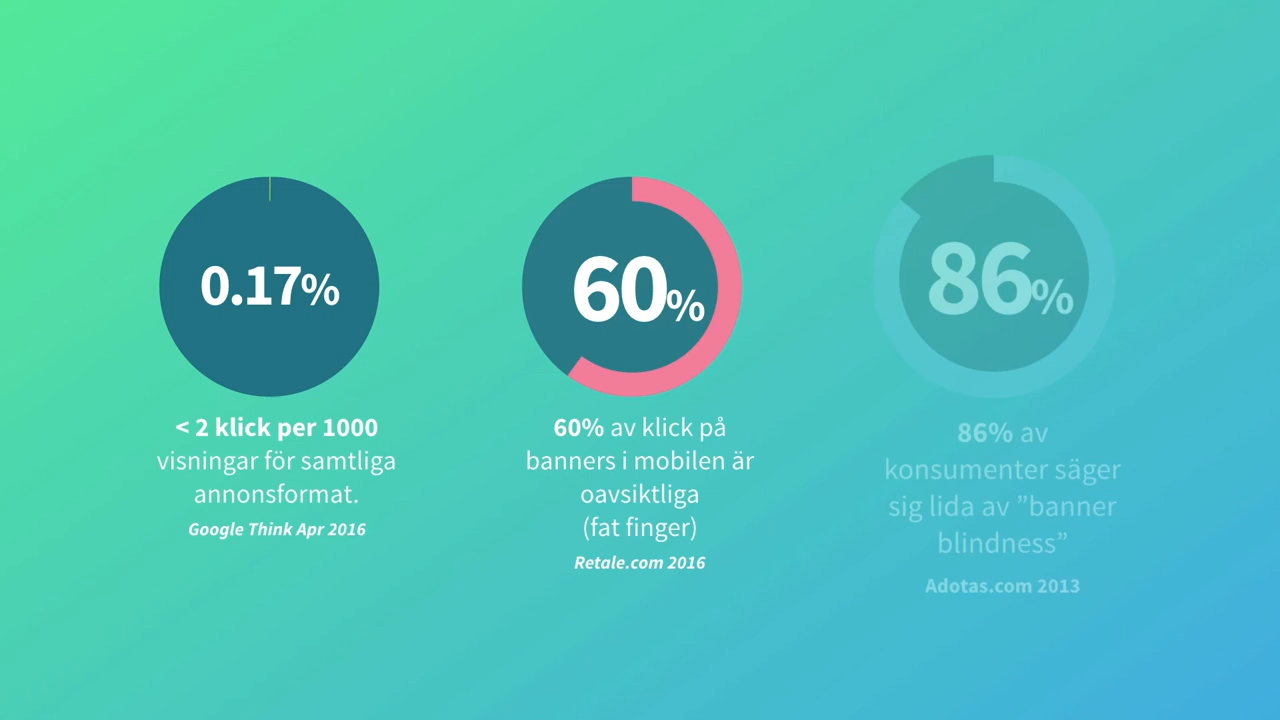 0.17%
< 2 klick per 1000
visningar för samtliga
annonsformat.
Google Think Apr 2016
60%
60% av klick på
banners i mobilen är
oavsiktliga
(fat finger)
Retale.com 2016
86%
86% av
konsumenter säger
sig lida av ”banner
blindness”
Adotas.com 2013